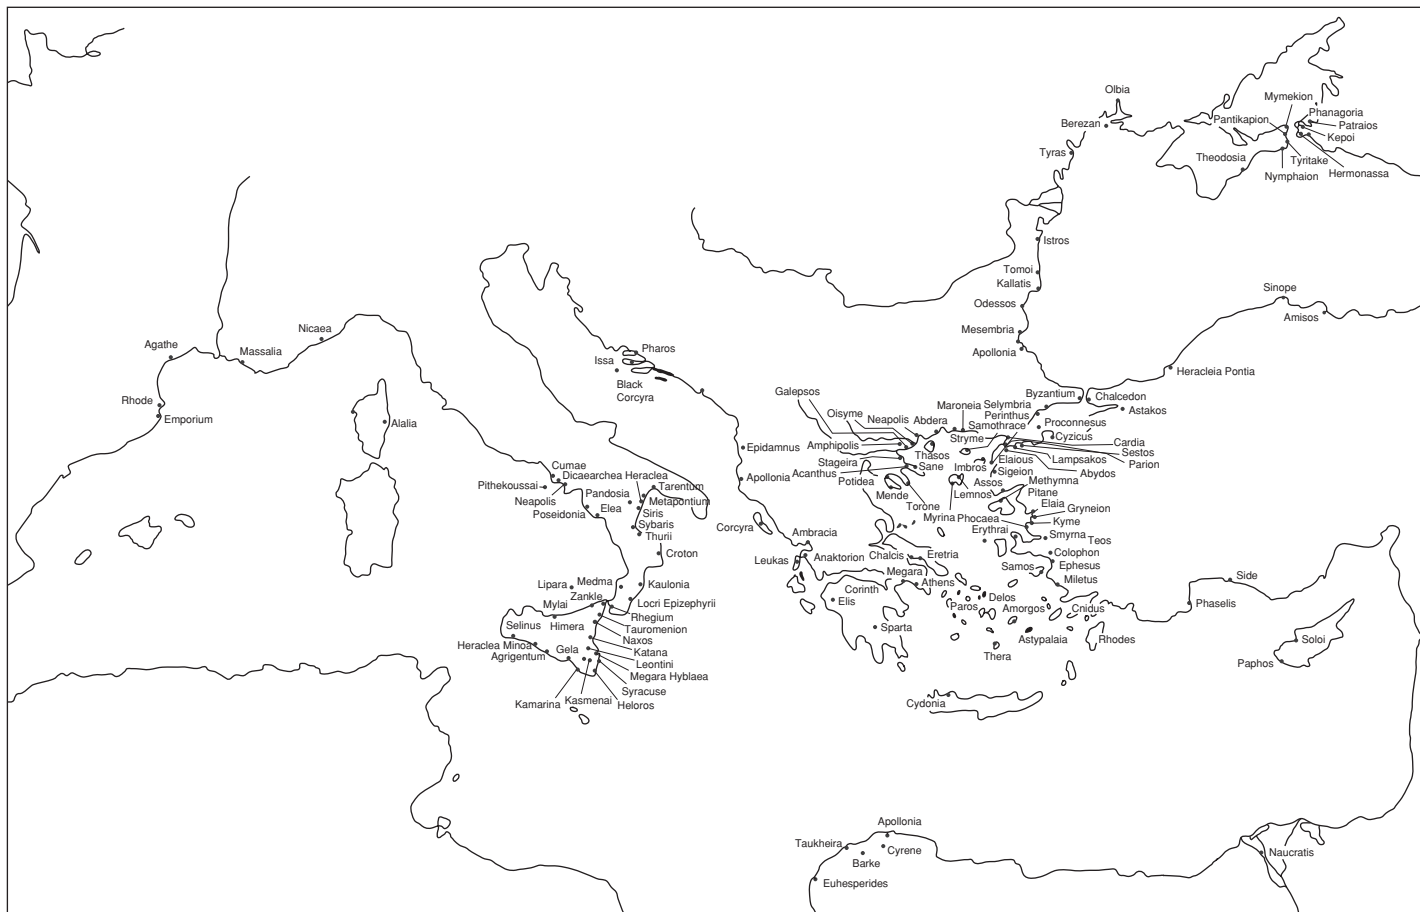 Olbia
Mymekion
Phanagoria
Berezan
Pantikapion
Patraios
Kepoi
Tyras
Theodosia
Tyritake
Nymphaion
Hermonassa
Istros
Tomoi
Kallatis
Sinope
Odessos
Amisos
Nicaea
Mesembria
Agathe
Massalia
Pharos
Apollonia
Issa
Heracleia Pontia
Black
Corcyra
Galepsos
Byzantium
Chalcedon
Rhode
Emporium
Alalia
Oisyme
Maroneia
Selymbria
Astakos
Neapolis
Abdera
Perinthus
Samothrace
Proconnesus
Stryme
Cyzicus
Epidamnus
Amphipolis
Cardia
Thasos
Sestos
Stageira
Elaious
Lampsakos
Parion
Acanthus
Sane
Imbros
Sigeion
Abydos
Cumae
Dicaearchea
Heraclea
Apollonia
Potidea
Assos
Methymna
Pithekoussai
Tarentum
Mende
Lemnos
Pitane
Neapolis
Pandosia
Metapontium
Torone
Elaia
Poseidonia
Elea
Siris
Myrina
Phocaea
Gryneion
Sybaris
Corcyra
Kyme
Thurii
Ambracia
Erythrai
Smyrna
Teos
Croton
Leukas
Anaktorion
Chalcis
Eretria
Colophon
Ephesus
Megara
Samos
Lipara
Medma
Kaulonia
Corinth
Athens
Miletus
Side
Zankle
Elis
Delos
Mylai
Locri Epizephyrii
Paros
Amorgos
Cnidus
Phaselis
Rhegium
Selinus
Himera
Tauromenion
Sparta
Naxos
Astypalaia
Rhodes
Soloi
Heraclea Minoa
Gela
Katana
Agrigentum
Leontini
Thera
Paphos
Megara Hyblaea
Syracuse
Kamarina
Kasmenai
Heloros
Cydonia
Apollonia
Taukheira
Cyrene
Barke
Naucratis
Euhesperides